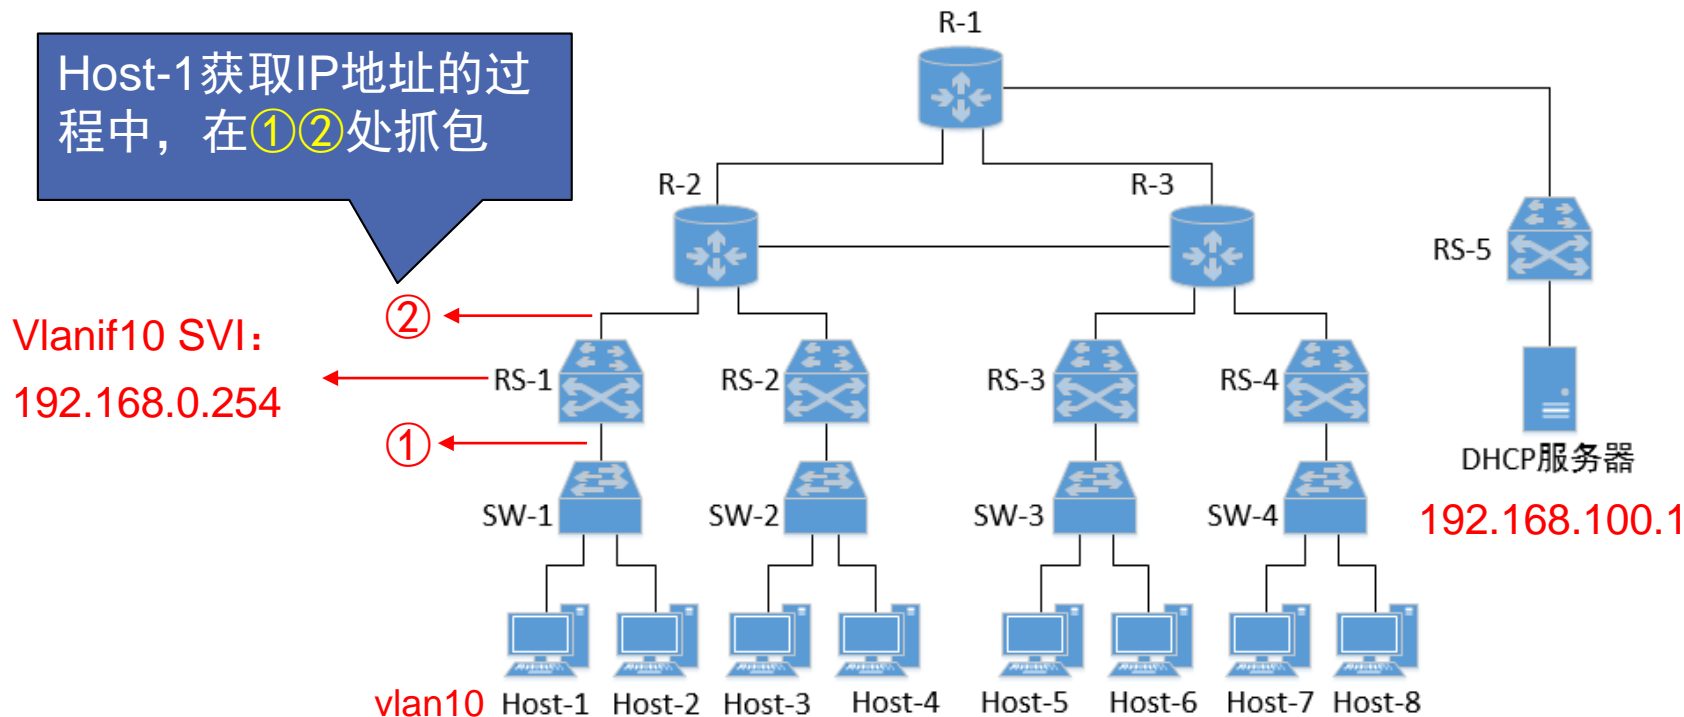 R-1
Host-1获取IP地址的过
程中，在①②处抓包
R-2
R-3
RS-5
②
Vlanif10 SVI：
192.168.0.254
RS-1
RS-2
RS-3
RS-4
①
DHCP服务器
192.168.100.1
SW-1
SW-2
SW-3
SW-4
vlan10
Host-1
Host-2
Host-3
Host-4
Host-5
Host-6
Host-7
Host-8